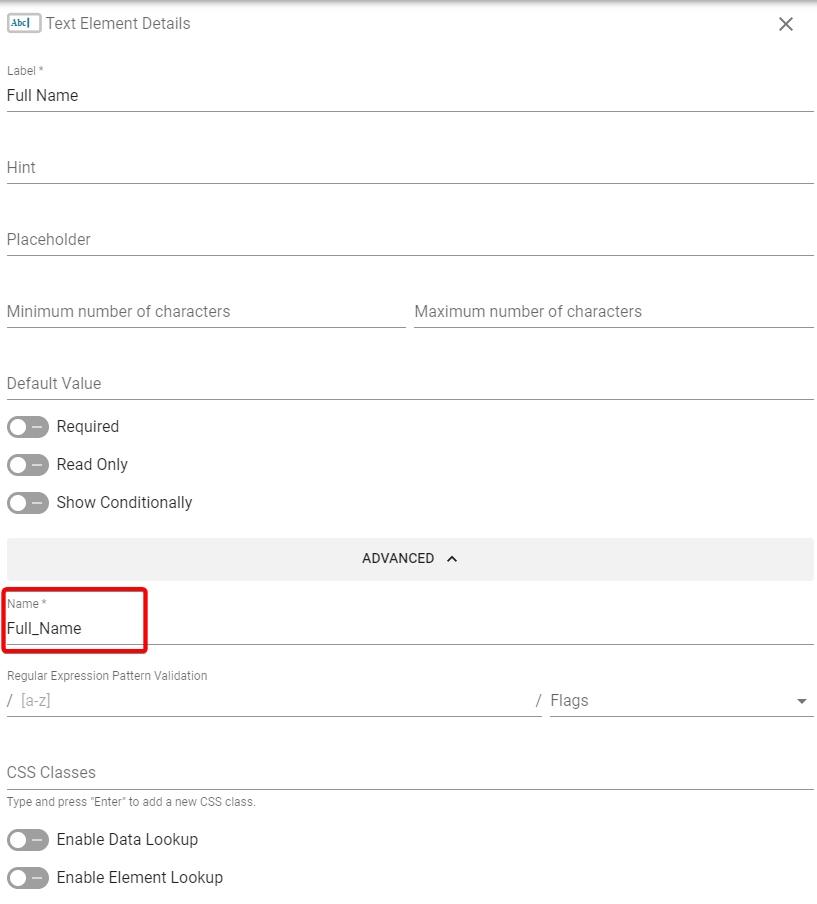 Abc Text Element Details
Label *
Full Name
Hint
Placeholder
Minimum number of characters Maximum number of characters
Default Value
Required
Read Only
Show Conditionally
ADVANCED
Name *
Full_Name
Regular Expression Pattern Validation
/ [a-z] / Flags
CSS Classes
Type and press "Enter" to add a new CSS class.
Enable Data Lookup
Enable Element Lookup